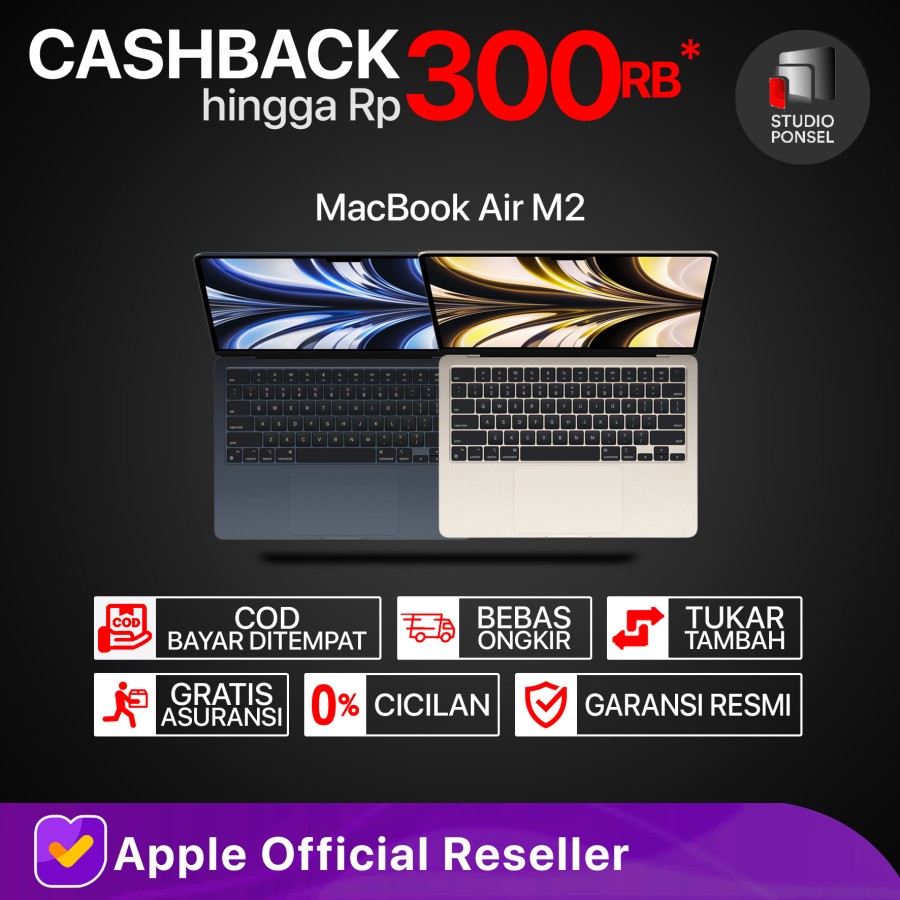 CASHBACK
hingga Rp 300RB*
STUDIO
PONSEL
MacBook Air M2
COD
COD
BAYAR DITEMPAT
BEBAS
ONGKIR
TUKAR
TAMBAH
GRATIS
ASURANSI
0% CICILAN
GARANSI RESMI
Apple Official Reseller